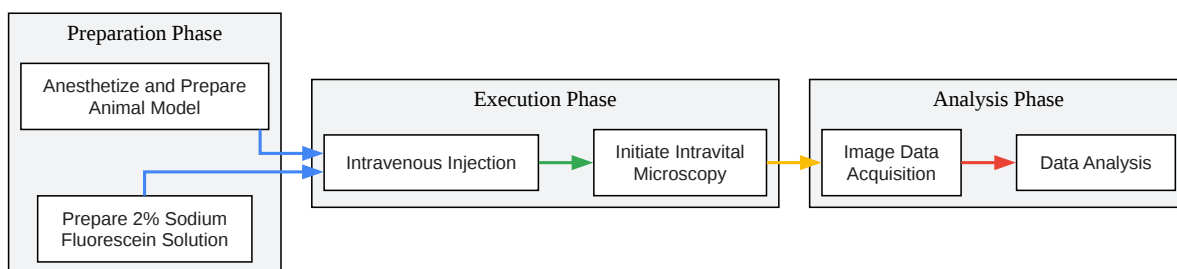 Preparation Phase
Anesthetize and Prepare
Animal Model
Prepare 2% Sodium
Fluorescein Solution
Execution Phase
Intravenous Injection
Initiate Intravital
Microscopy
Analysis Phase
Image Data
Acquisition
Data Analysis